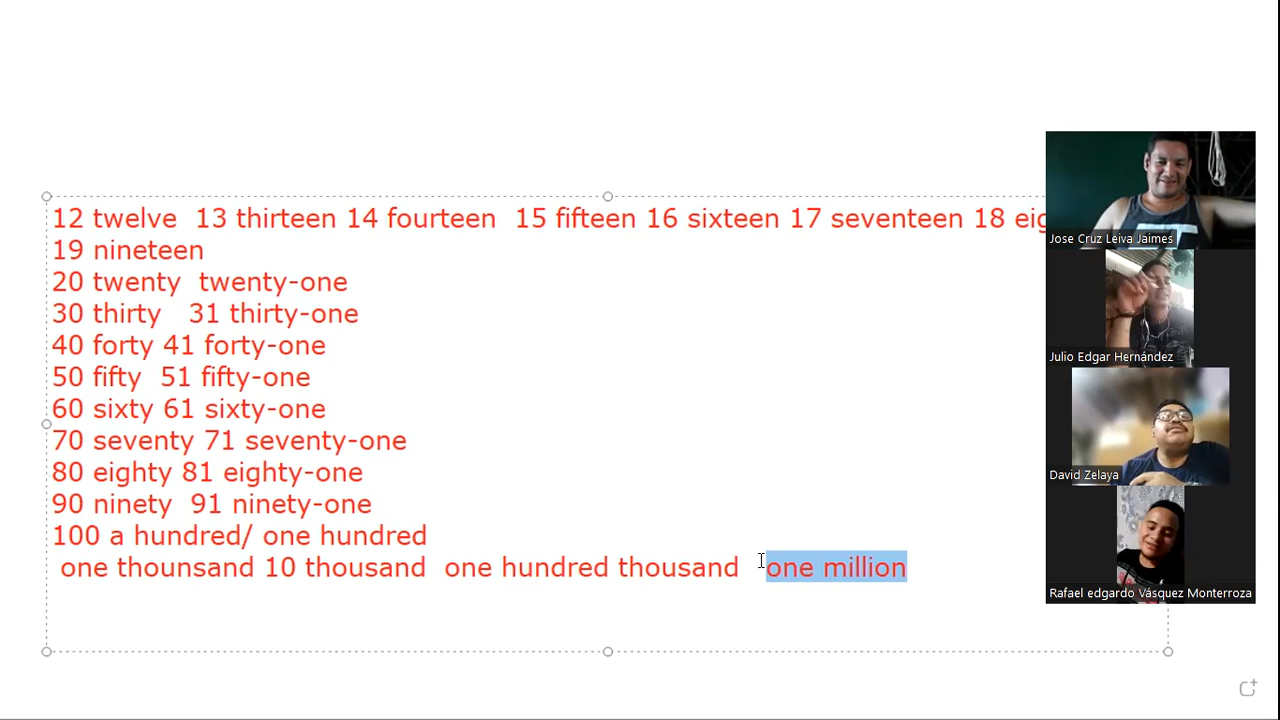 12 twelve  13 thirteen 14 fourteen  15 fifteen 16 sixteen 17 seventeen 18
19 nineteen
20 twenty  twenty-one
30 thirty   31 thirty-one
40 forty 41 forty-one
50 fifty  51 fifty-one
60 sixty 61 sixty-one
70 seventy 71 seventy-one
80 eighty 81 eighty-one
90 ninety  91 ninety-one
100 a hundred/ one hundred
one thounsand 10 thousand  one hundred thousand   one million
Jose Cruz Leiva Jaimes
Julio Edgar Hernández
David Zelaya
Rafael edgardo Vásquez Monterroza